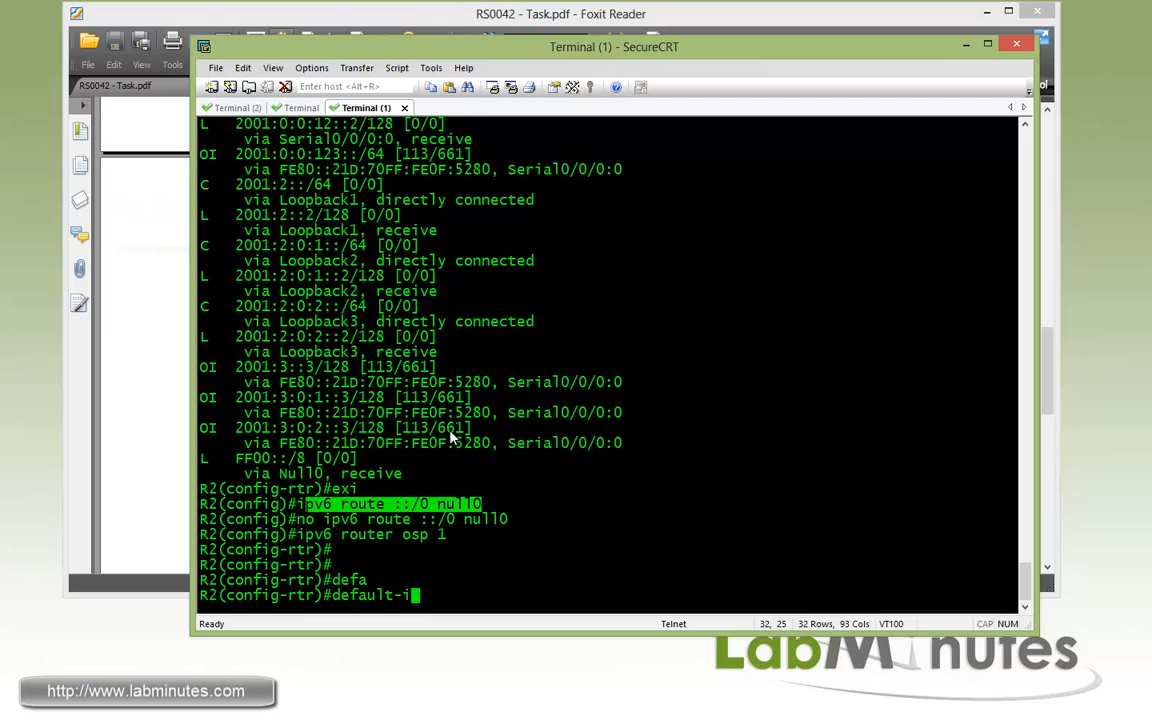 RS0042 - Task.pdf - Foxit Reader
File Edit View Tools
RS0042 - Task.pdf
Terminal (1) - SecureCRT
File Edit View Options Transfer Script Tools Help
Enter host <Alt+R>
Terminal (2) Terminal Terminal (1)
L 2001:0:0:12::2/128 [0/0]
via Serial0/0/0:0, receive
OI 2001:0:0:123::/64 [113/661]
via FE80::21D:70FF:FE0F:5280, Serial0/0/0:0
C 2001:2::/64 [0/0]
via Loopback1, directly connected
L 2001:2::2/128 [0/0]
via Loopback1, receive
C 2001:2:0:1::/64 [0/0]
via Loopback2, directly connected
L 2001:2:0:1::2/128 [0/0]
via Loopback2, receive
C 2001:2:0:2::/64 [0/0]
via Loopback3, directly connected
L 2001:2:0:2::2/128 [0/0]
via Loopback3, receive
OI 2001:3::3/128 [113/661]
via FE80::21D:70FF:FE0F:5280, Serial0/0/0:0
OI 2001:3:0:1::3/128 [113/661]
via FE80::21D:70FF:FE0F:5280, Serial0/0/0:0
OI 2001:3:0:2::3/128 [113/661]
via FE80::21D:70FF:FE0F:5280, Serial0/0/0:0
L FF00::/8 [0/0]
via Null0, receive
R2(config-rtr)#exi
R2(config)#ipv6 route ::/0 null0
R2(config)#no ipv6 route ::/0 null0
R2(config)#ipv6 router osp 1
R2(config-rtr)#
R2(config-rtr)#
R2(config-rtr)#defa
R2(config-rtr)#default-i
Ready Telnet 32, 25 32 Rows, 93 Cols VT100 CAP NUM
LabMinutes
http://www.labminutes.com